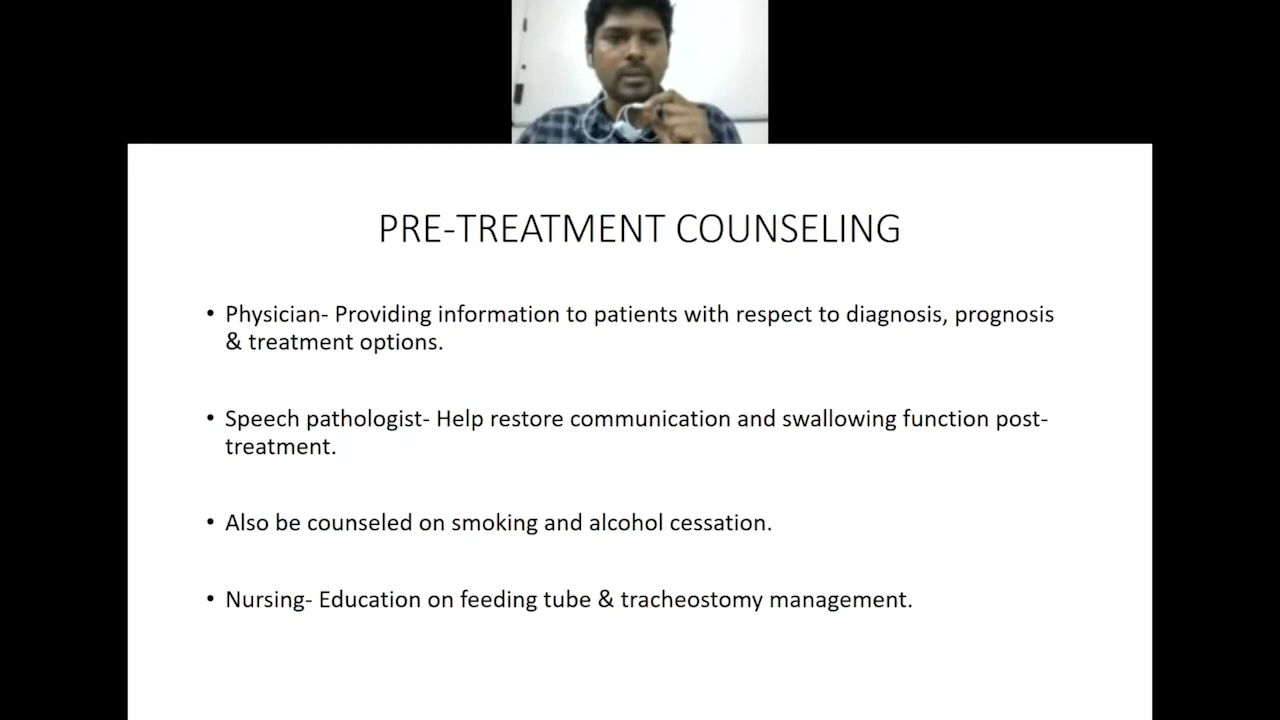 PRE-TREATMENT COUNSELING
• Physician- Providing information to patients with respect to diagnosis, prognosis
& treatment options.
• Speech pathologist- Help restore communication and swallowing function post-
treatment.
• Also be counseled on smoking and alcohol cessation.
• Nursing- Education on feeding tube & tracheostomy management.